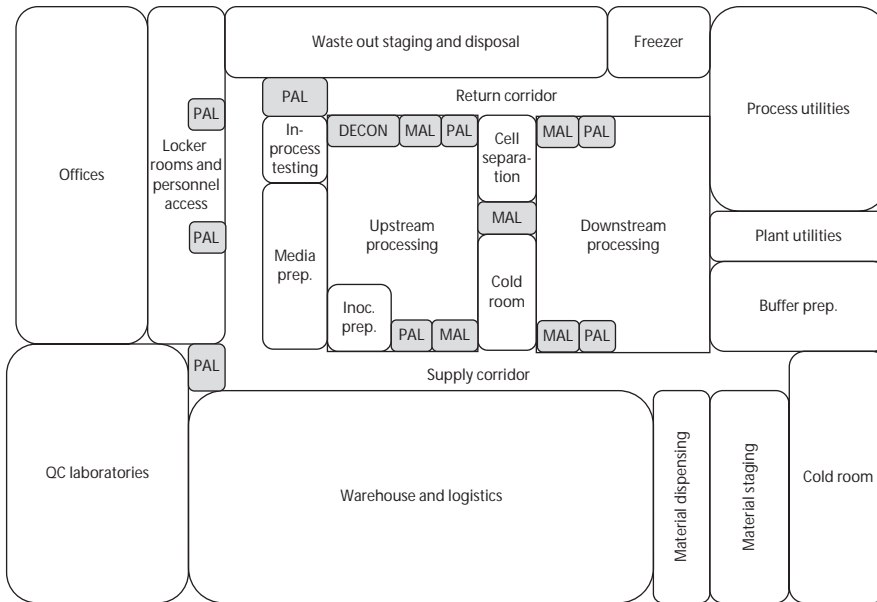 Waste out staging and disposal
Freezer
PAL
Return corridor
Process utilities
PAL
DECON
MAL
PAL
Cell
separa-
tion
MAL
PAL
In-
process
testing
Locker
rooms and
personnel
access
Offices
MAL
Upstream
processing
Downstream
processing
PAL
Plant utilities
Media
prep.
Cold
room
Inoc.
prep.
Buffer prep.
PAL
MAL
MAL
PAL
PAL
Supply corridor
QC laboratories
Warehouse and logistics
Material dispensing
Material staging
Cold room